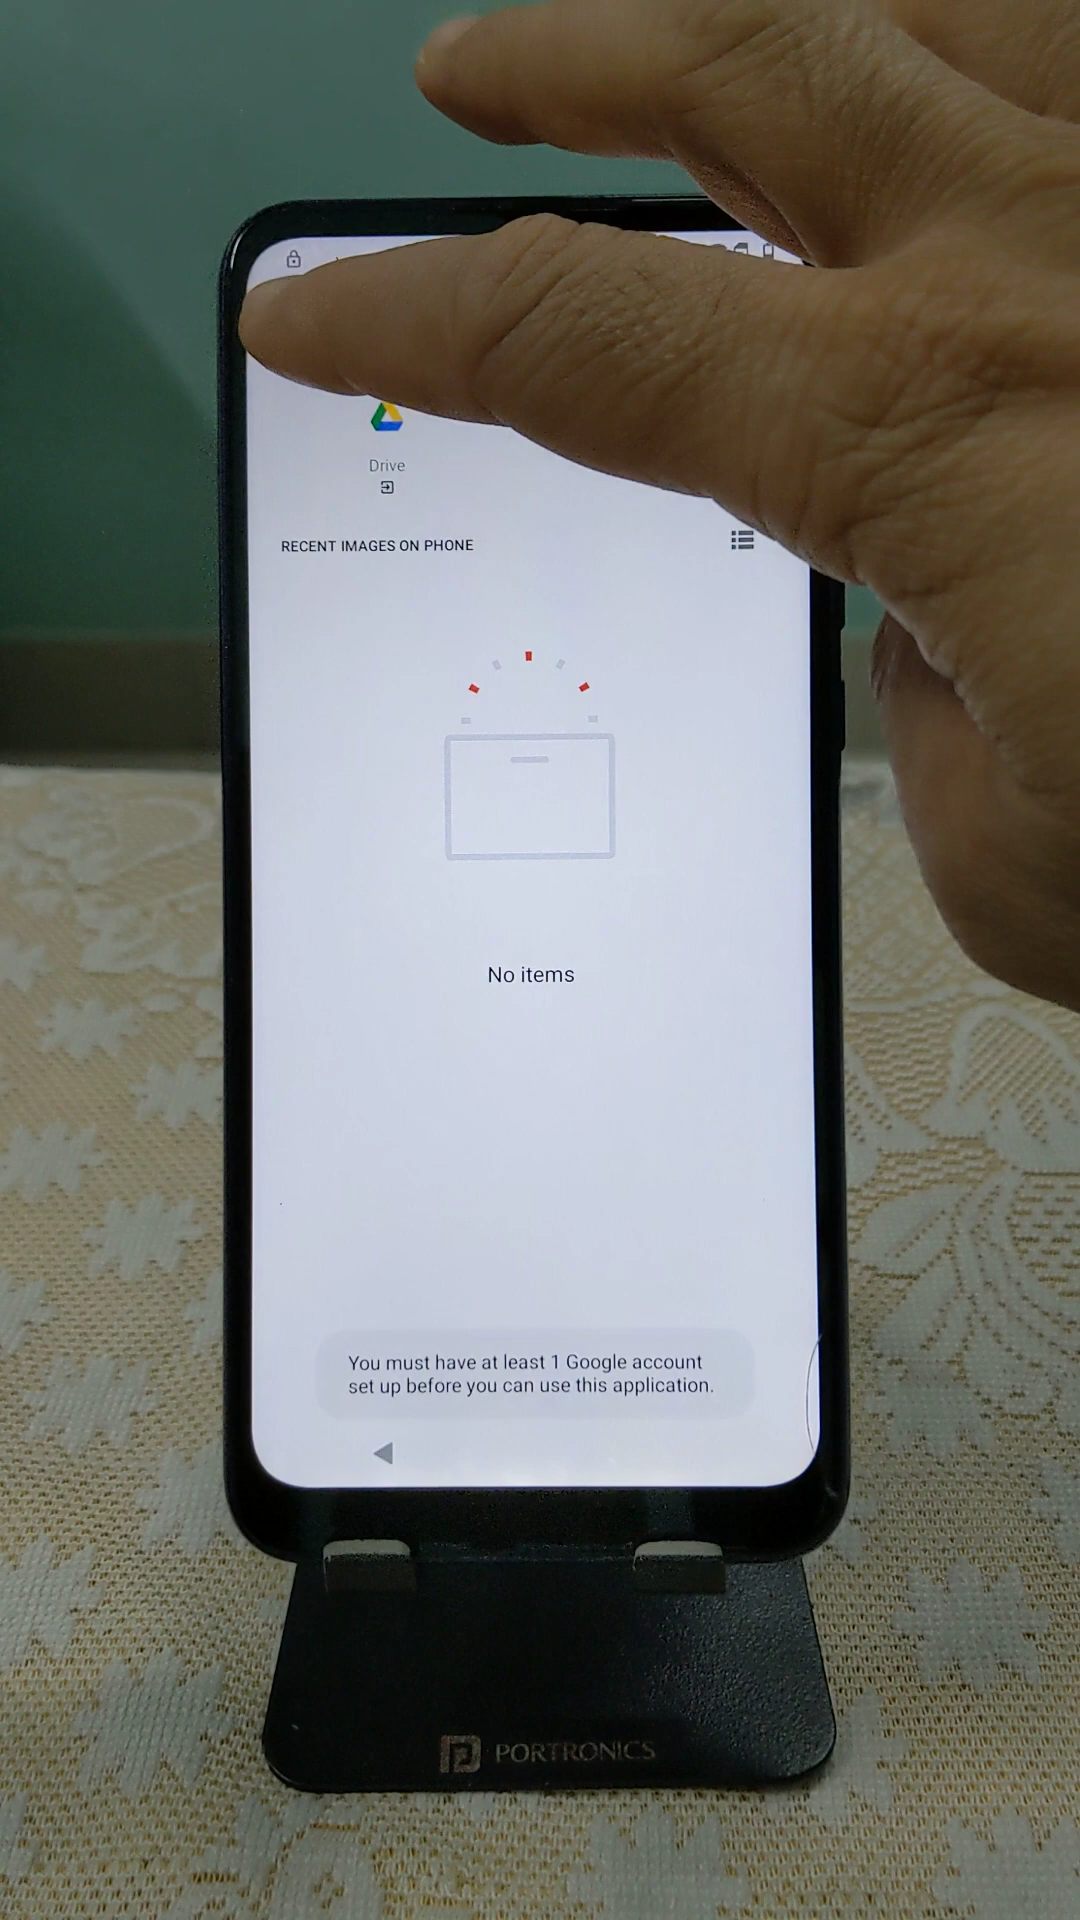 Drive
RECENT IMAGES ON PHONE
No items
You must have at least 1 Google account
set up before you can use this application.
PORTRONICS